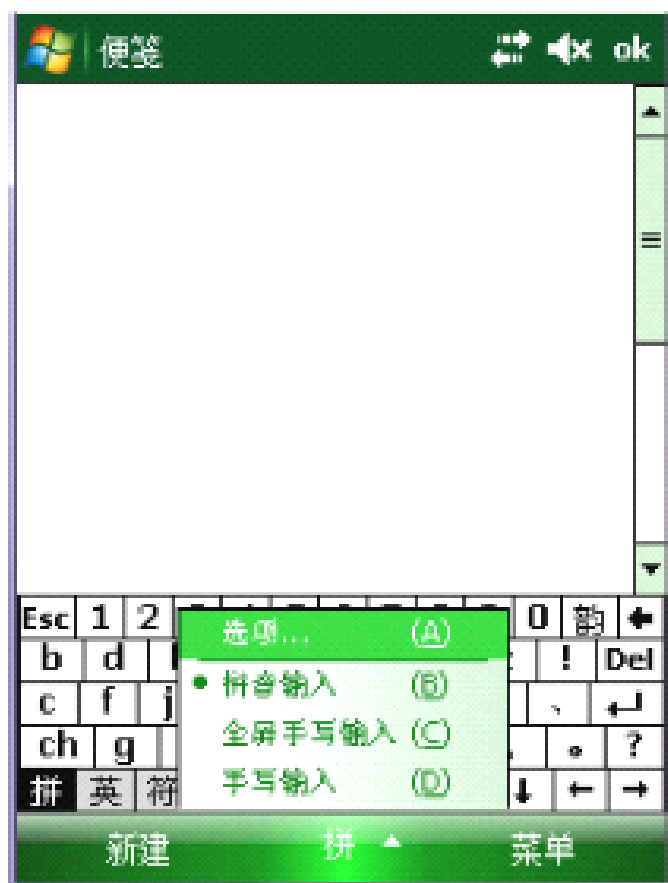 便笺 ok
Esc 1 2 0 韵
b d ! Del
c f j 、
ch g 。 ?
拼 英 符 ↓ ← →
选项... (A)
拼音输入 (B)
全屏手写输入 (C)
手写输入 (D)
新建 拼 菜单